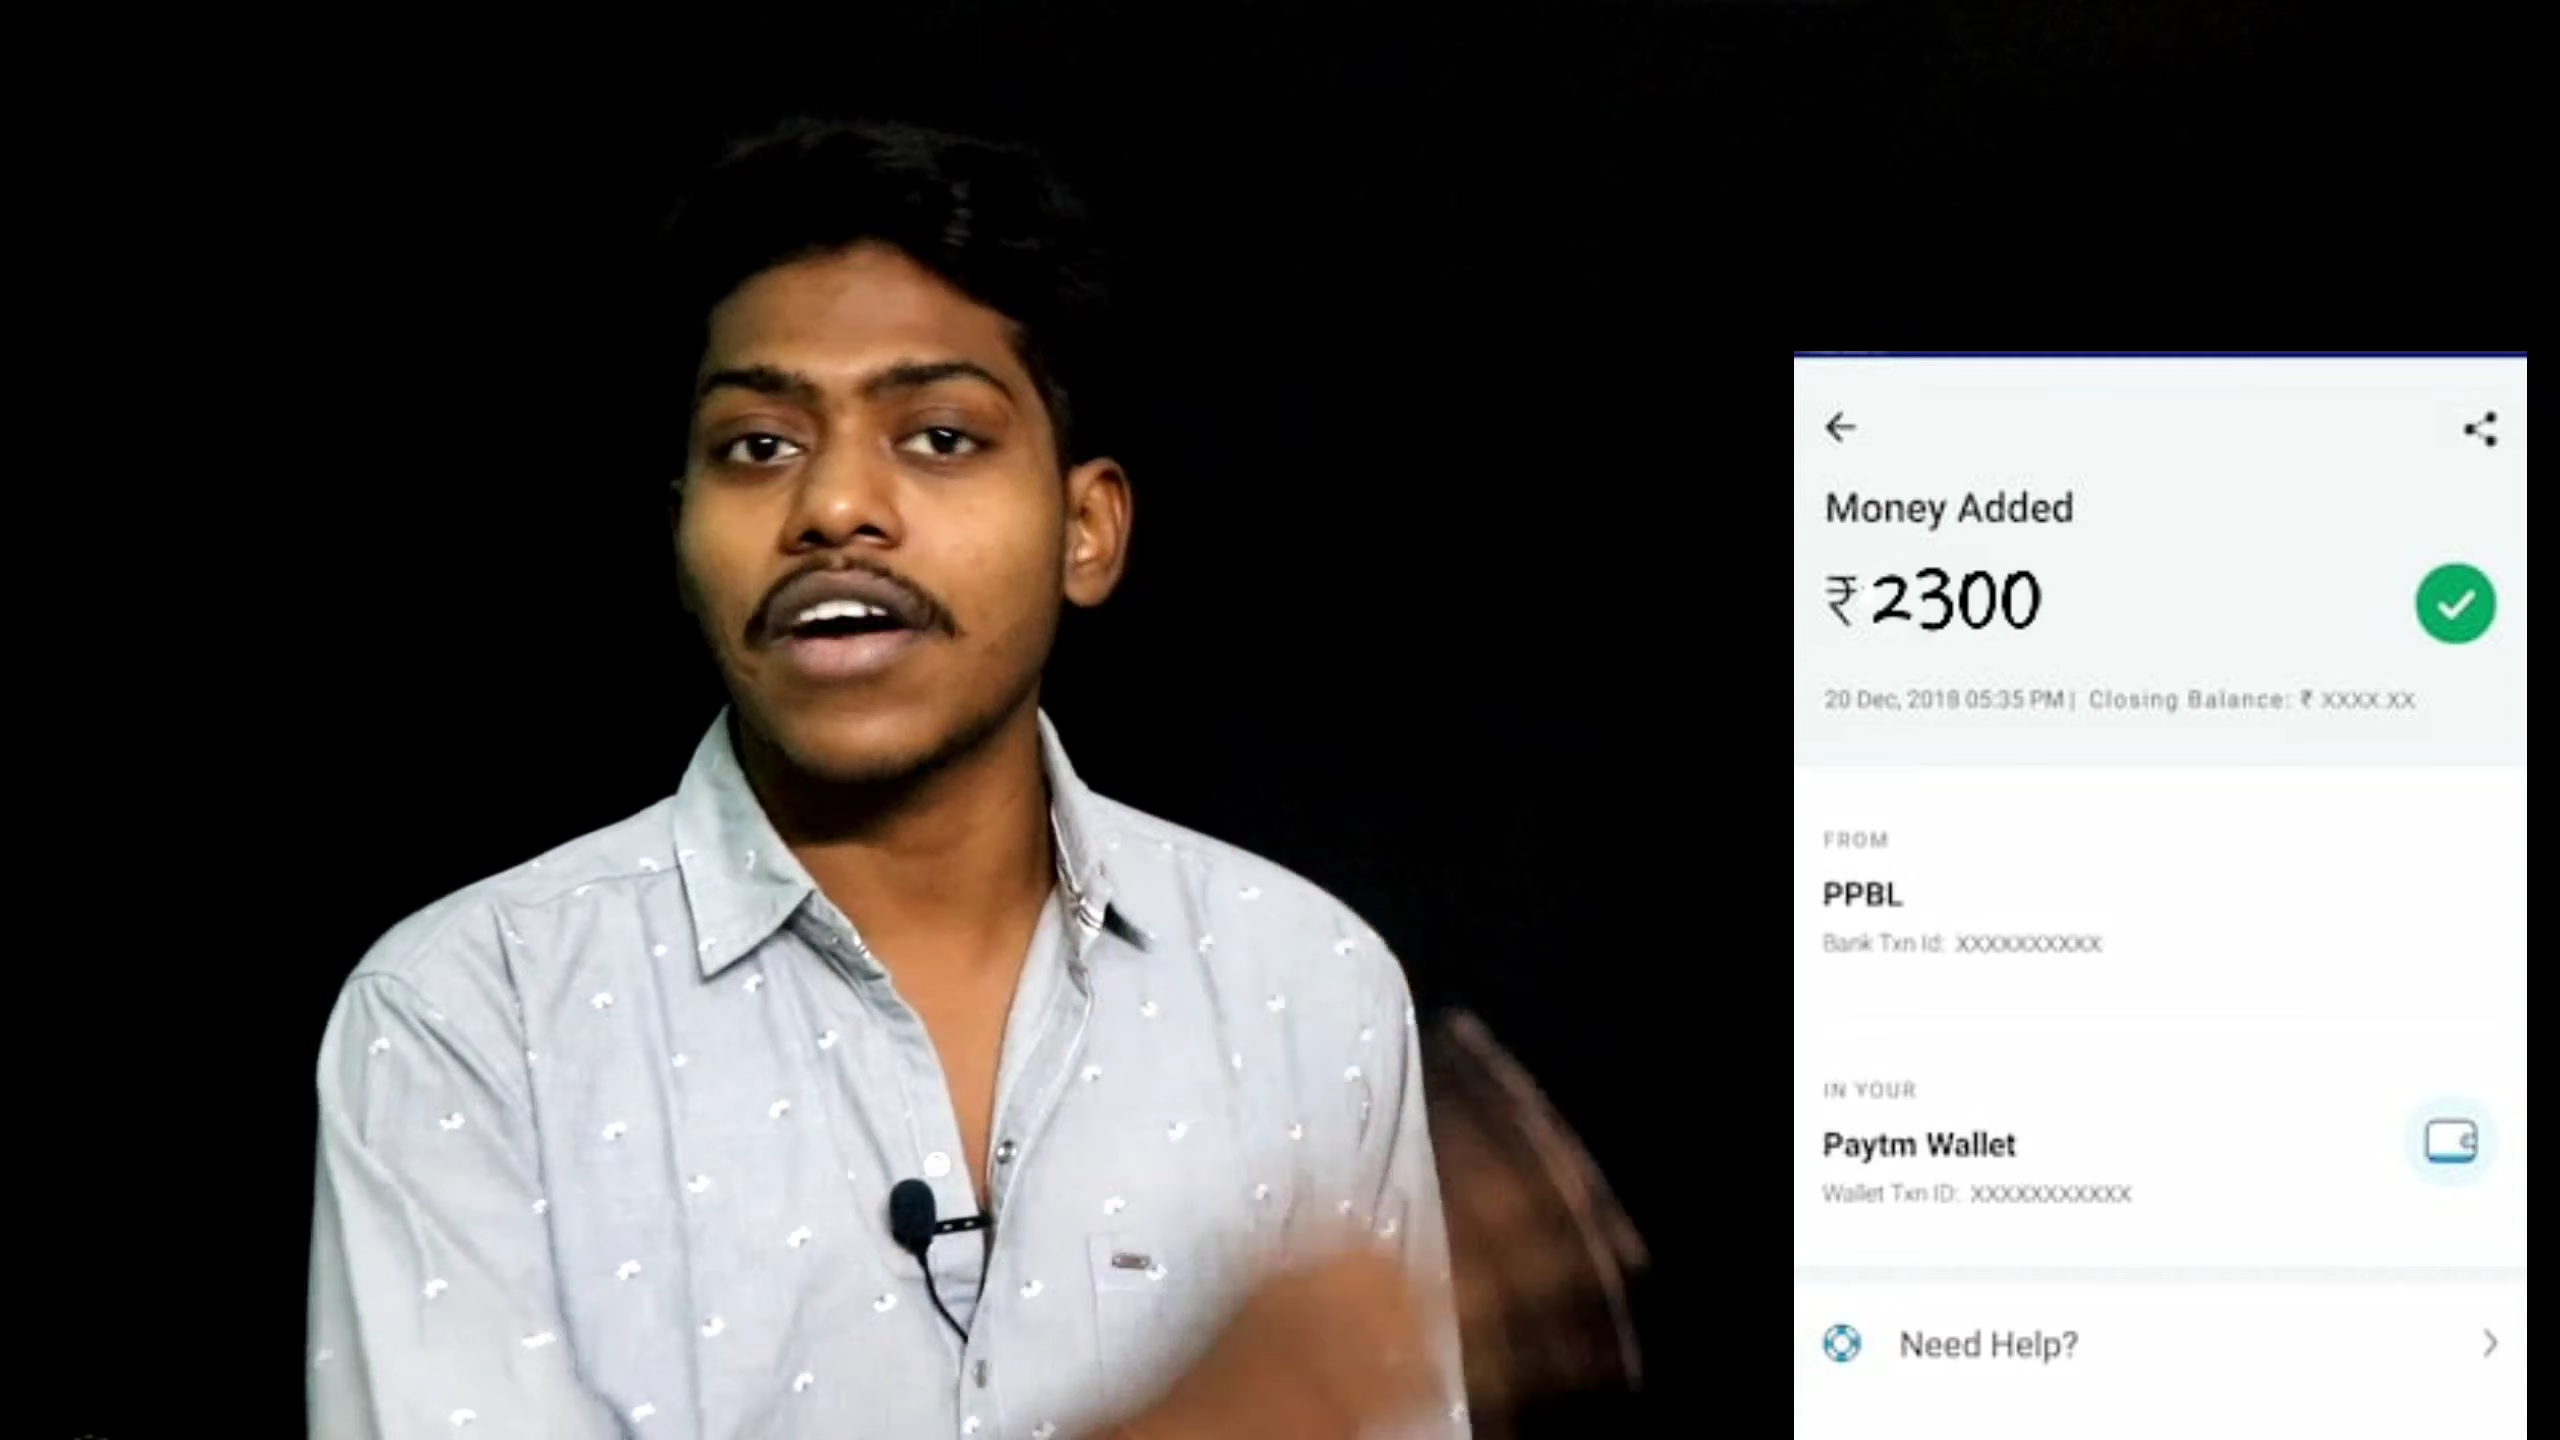 Money Added
₹ 2300
20 Dec, 2018 05:35 PM | Closing Balance: ₹ XXXX.XX
FROM
PPBL
Bank Txn Id: XXXXXXXXXX
IN YOUR
Paytm Wallet
Wallet Txn ID: XXXXXXXXXXX
Need Help?